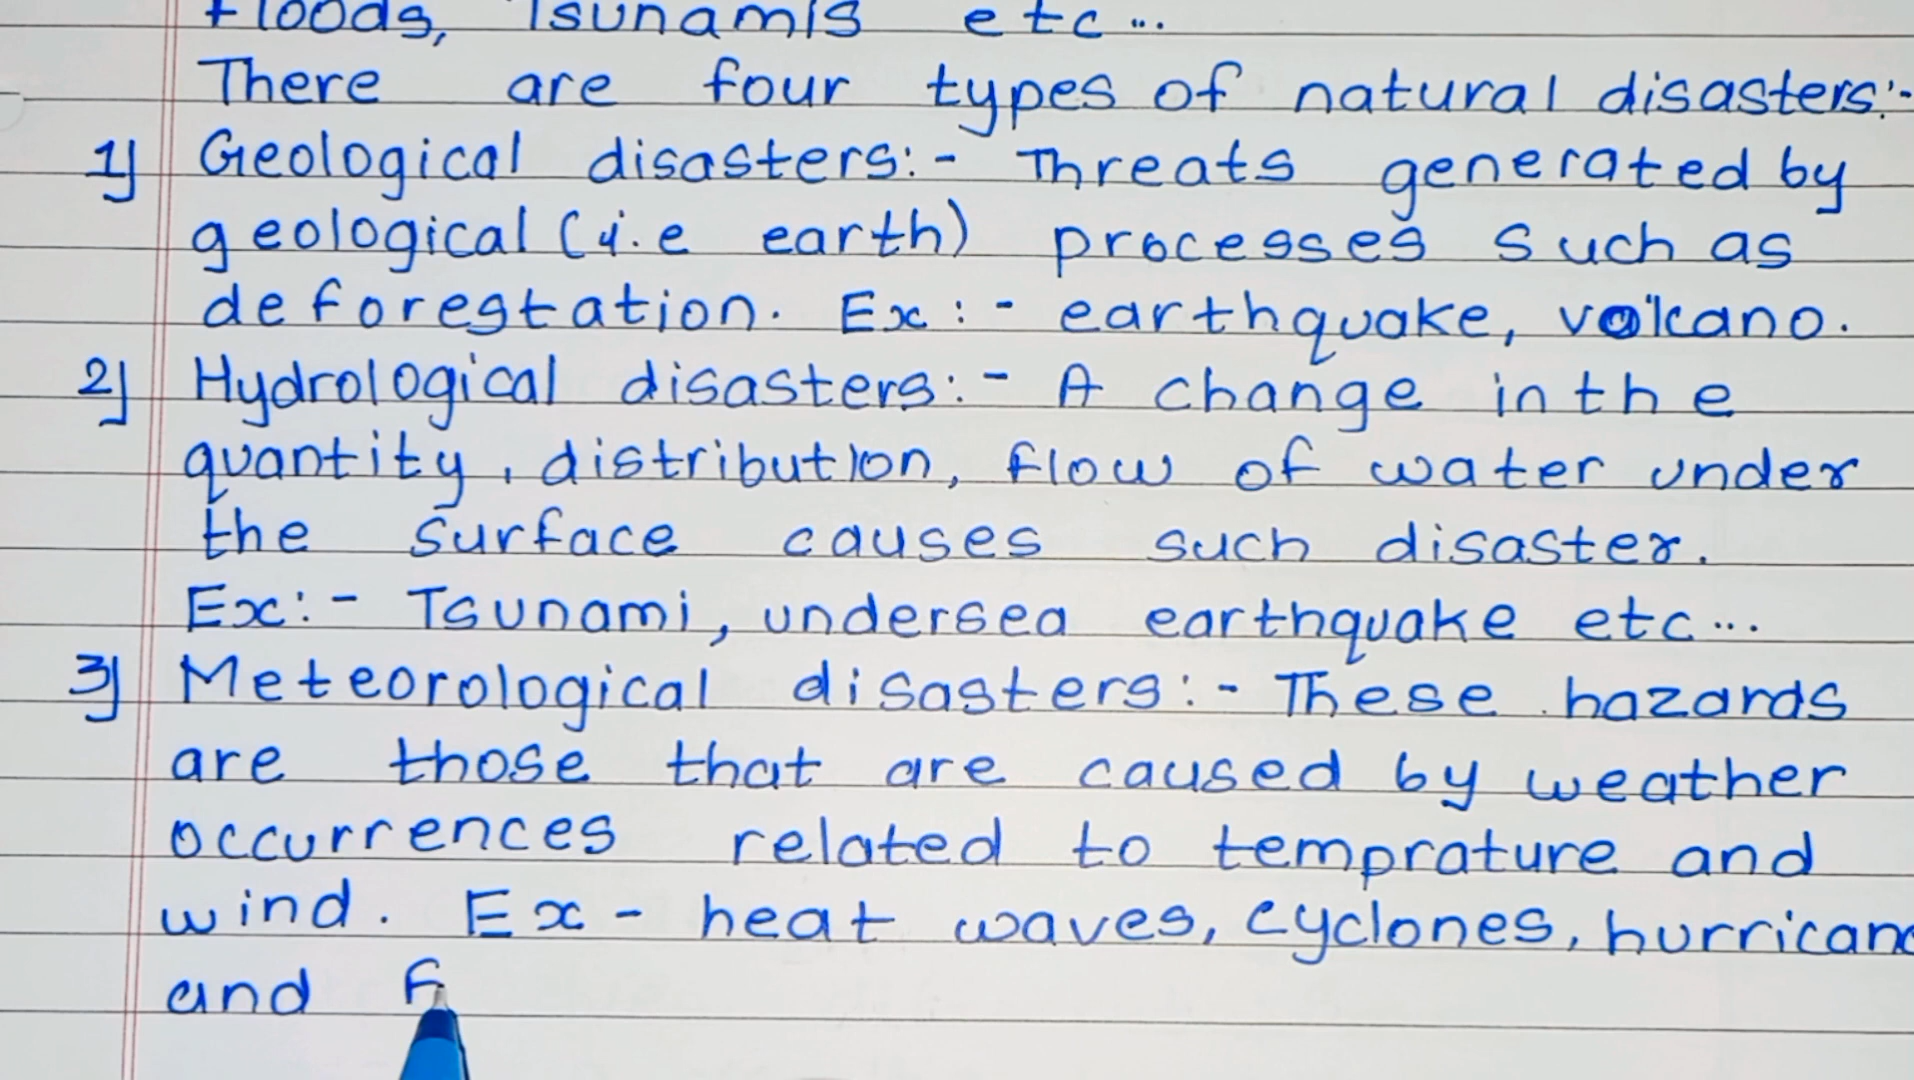 Floods, Tsunamis etc...
There are four types of natural disasters:-
1) Geological disasters:- Threats generated by
geological (i.e earth) processes such as
deforestation. Ex:- earthquake, volcano.
2) Hydrological disasters:- A change in the
quantity, distribution, flow of water under
the surface causes such disaster.
Ex:- Tsunami, undersea earthquake etc...
3) Meteorological disasters:- These hazards
are those that are caused by weather
occurrences related to temprature and
wind. Ex - heat waves, cyclones, hurricane
and